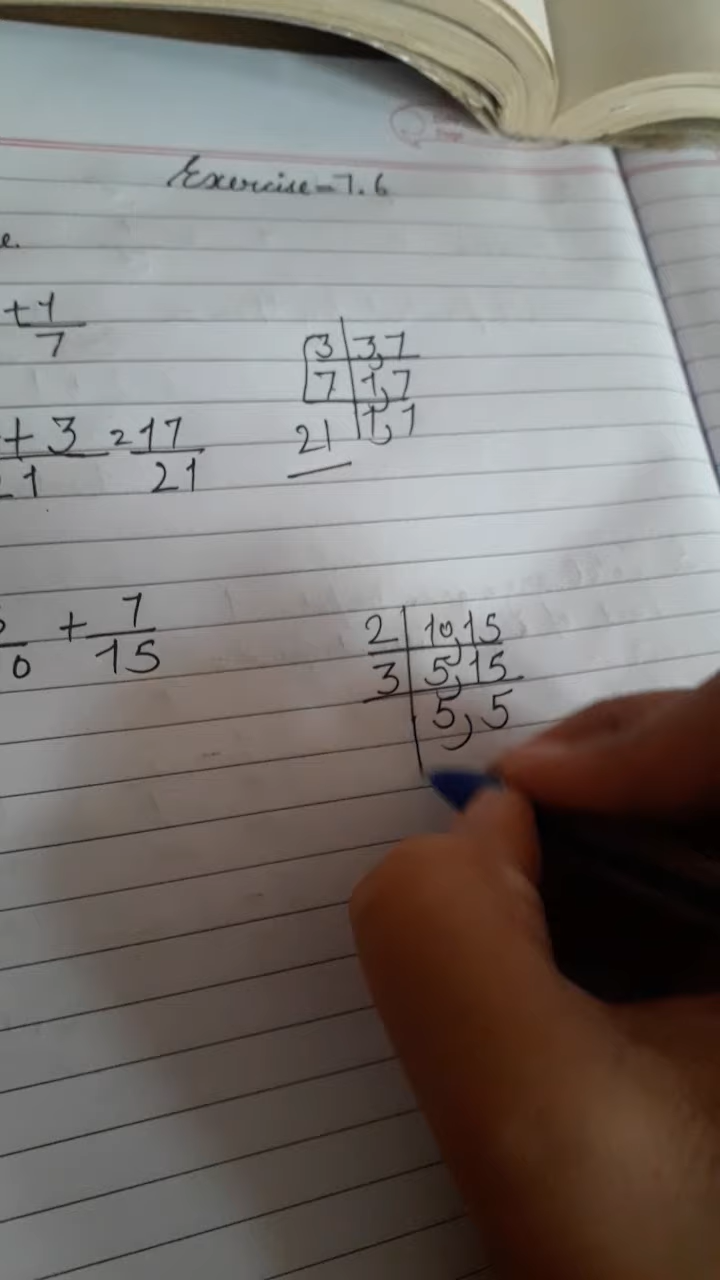 Exercise-7.6
e.
+ 1/7
3 | 3,7
7 | 1,7
21 | 1,1
+ 3 = 17
21 21
+ 7/15
0
2 | 10,15
3 | 5,15
5,5